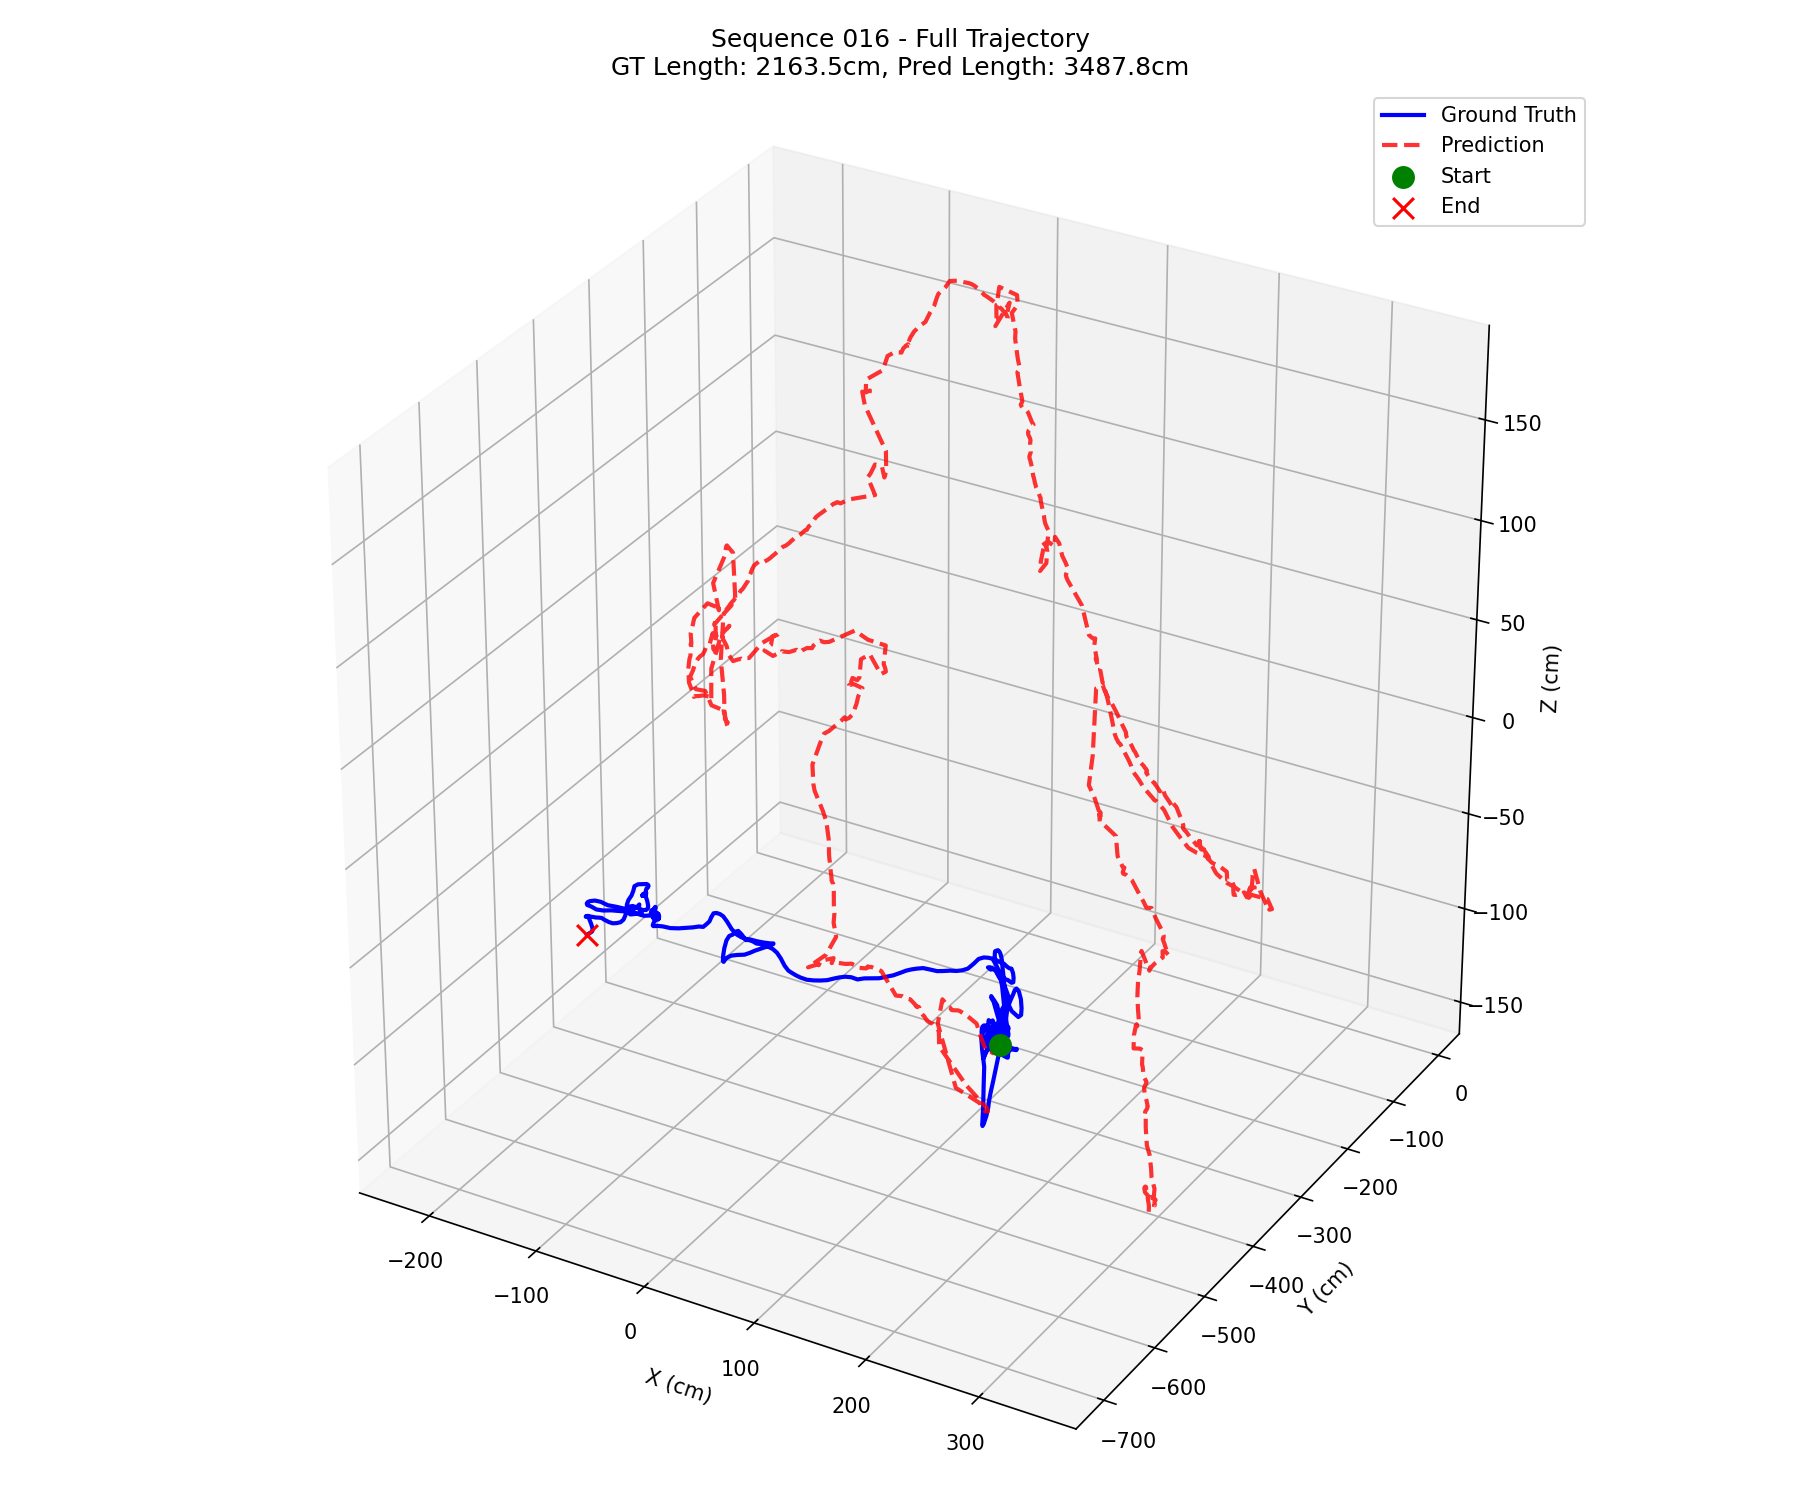 Sequence 016 - Full Trajectory
GT Length: 2163.5cm, Pred Length: 3487.8cm
Ground Truth
Prediction
Start
End
150
100
50
0
−50
−100
−150
Z (cm)
0
−100
−200
−300
−400
−500
−600
−700
Y (cm)
−200
−100
0
100
200
300
X (cm)